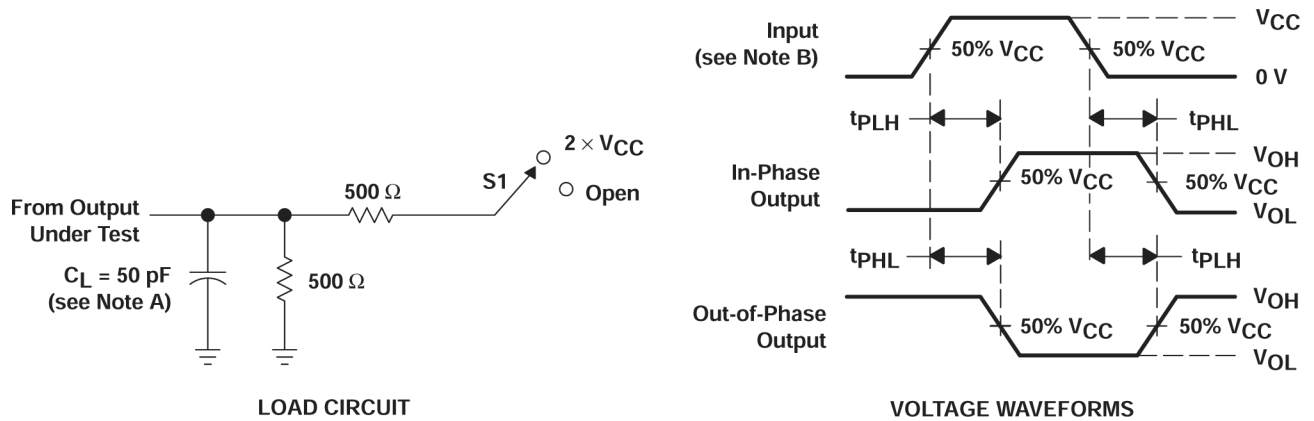 From Output
Under Test
CL = 50 pF
(see Note A)
500 Ω
500 Ω
S1
2 × VCC
Open
LOAD CIRCUIT
Input
(see Note B)
50% VCC
50% VCC
VCC
0 V
tPLH
tPHL
In-Phase
Output
50% VCC
50% VCC
VOH
VOL
tPHL
tPLH
Out-of-Phase
Output
50% VCC
50% VCC
VOH
VOL
VOLTAGE WAVEFORMS